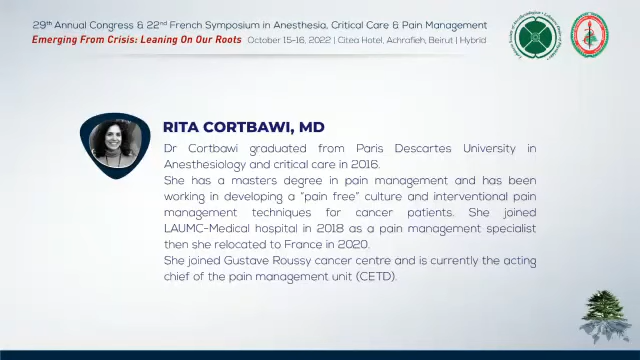 29th Annual Congress & 22nd French Symposium in Anesthesia, Critical Care & Pain Management
Emerging From Crisis: Leaning On Our Roots October 15-16, 2022 | Citea Hotel, Achrafieh, Beirut | Hybrid
RITA CORTBAWI, MD
Dr Cortbawi graduated from Paris Descartes University in
Anesthesiology and critical care in 2016.
She has a masters degree in pain management and has been
working in developing a “pain free” culture and interventional pain
management techniques for cancer patients. She joined
LAUMC-Medical hospital in 2018 as a pain management specialist
then she relocated to France in 2020.
She joined Gustave Roussy cancer centre and is currently the acting
chief of the pain management unit (CETD).